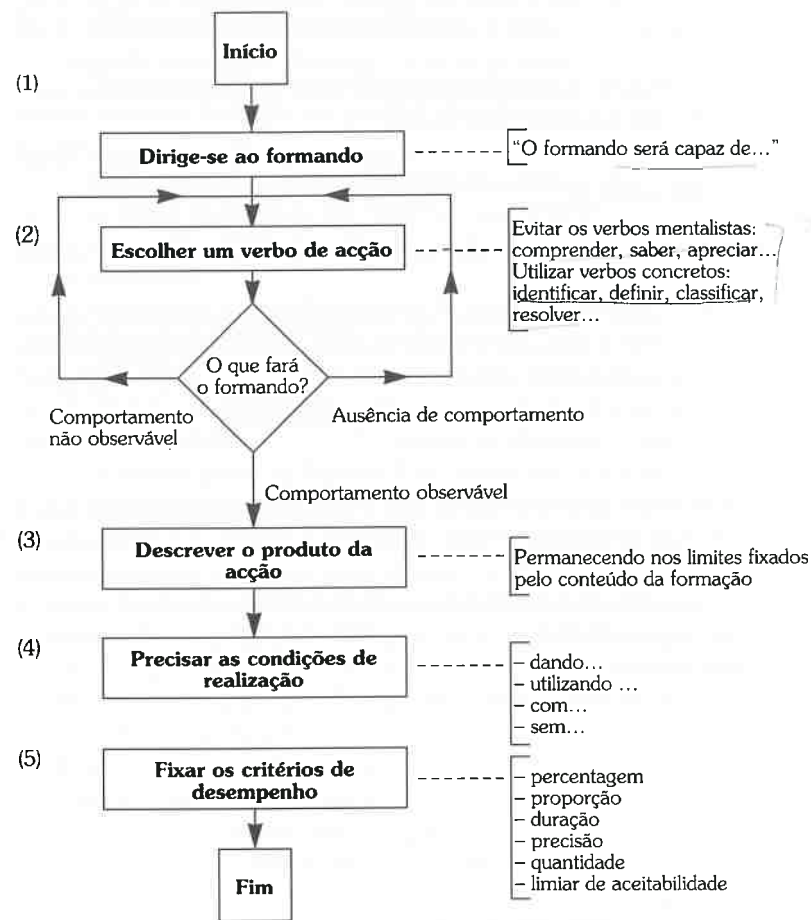 Início
(1)
Dirige-se ao formando
“O formando será capaz de...”
(2)
Escolher um verbo de acção
Evitar os verbos mentalistas:
comprender, saber, apreciar...
Utilizar verbos concretos:
identificar, definir, classificar,
resolver...
O que fará
o formando?
Comportamento
não observável
Ausência de comportamento
Comportamento observável
(3)
Descrever o produto da
acção
Permanecendo nos limites fixados
pelo conteúdo da formação
(4)
Precisar as condições de
realização
– dando...
– utilizando ...
– com...
– sem...
(5)
Fixar os critérios de
desempenho
– percentagem
– proporção
– duração
– precisão
– quantidade
– limiar de aceitabilidade
Fim